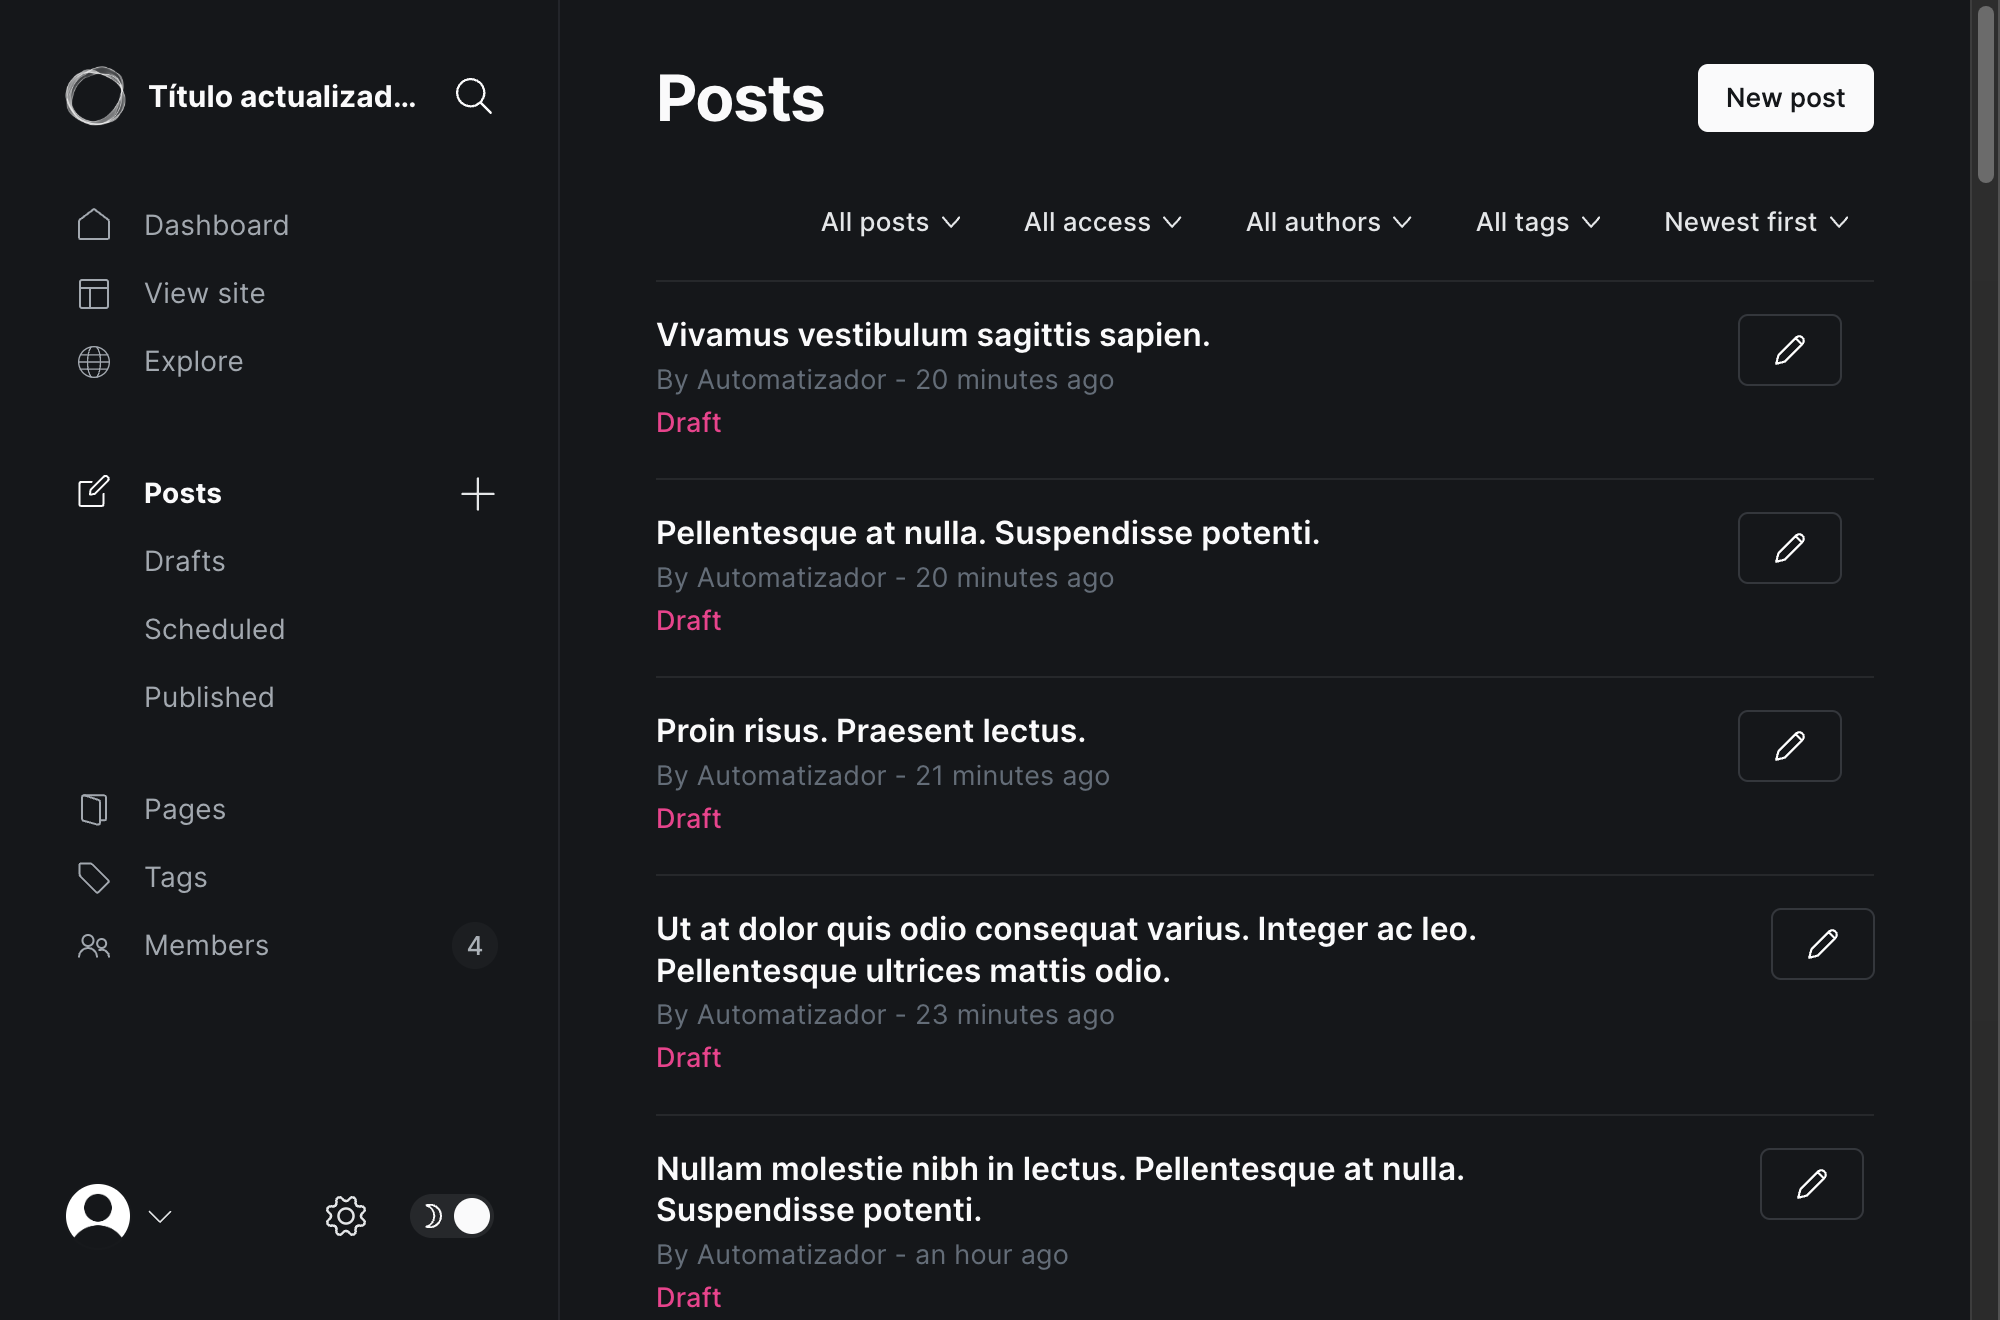 Título actualizad...
Dashboard
View site
Explore
Posts
Drafts
Scheduled
Published
Pages
Tags
Members
4
Posts
New post
All posts
All access
All authors
All tags
Newest first
Vivamus vestibulum sagittis sapien.
By Automatizador - 20 minutes ago
Draft
Pellentesque at nulla. Suspendisse potenti.
By Automatizador - 20 minutes ago
Draft
Proin risus. Praesent lectus.
By Automatizador - 21 minutes ago
Draft
Ut at dolor quis odio consequat varius. Integer ac leo.
Pellentesque ultrices mattis odio.
By Automatizador - 23 minutes ago
Draft
Nullam molestie nibh in lectus. Pellentesque at nulla.
Suspendisse potenti.
By Automatizador - an hour ago
Draft